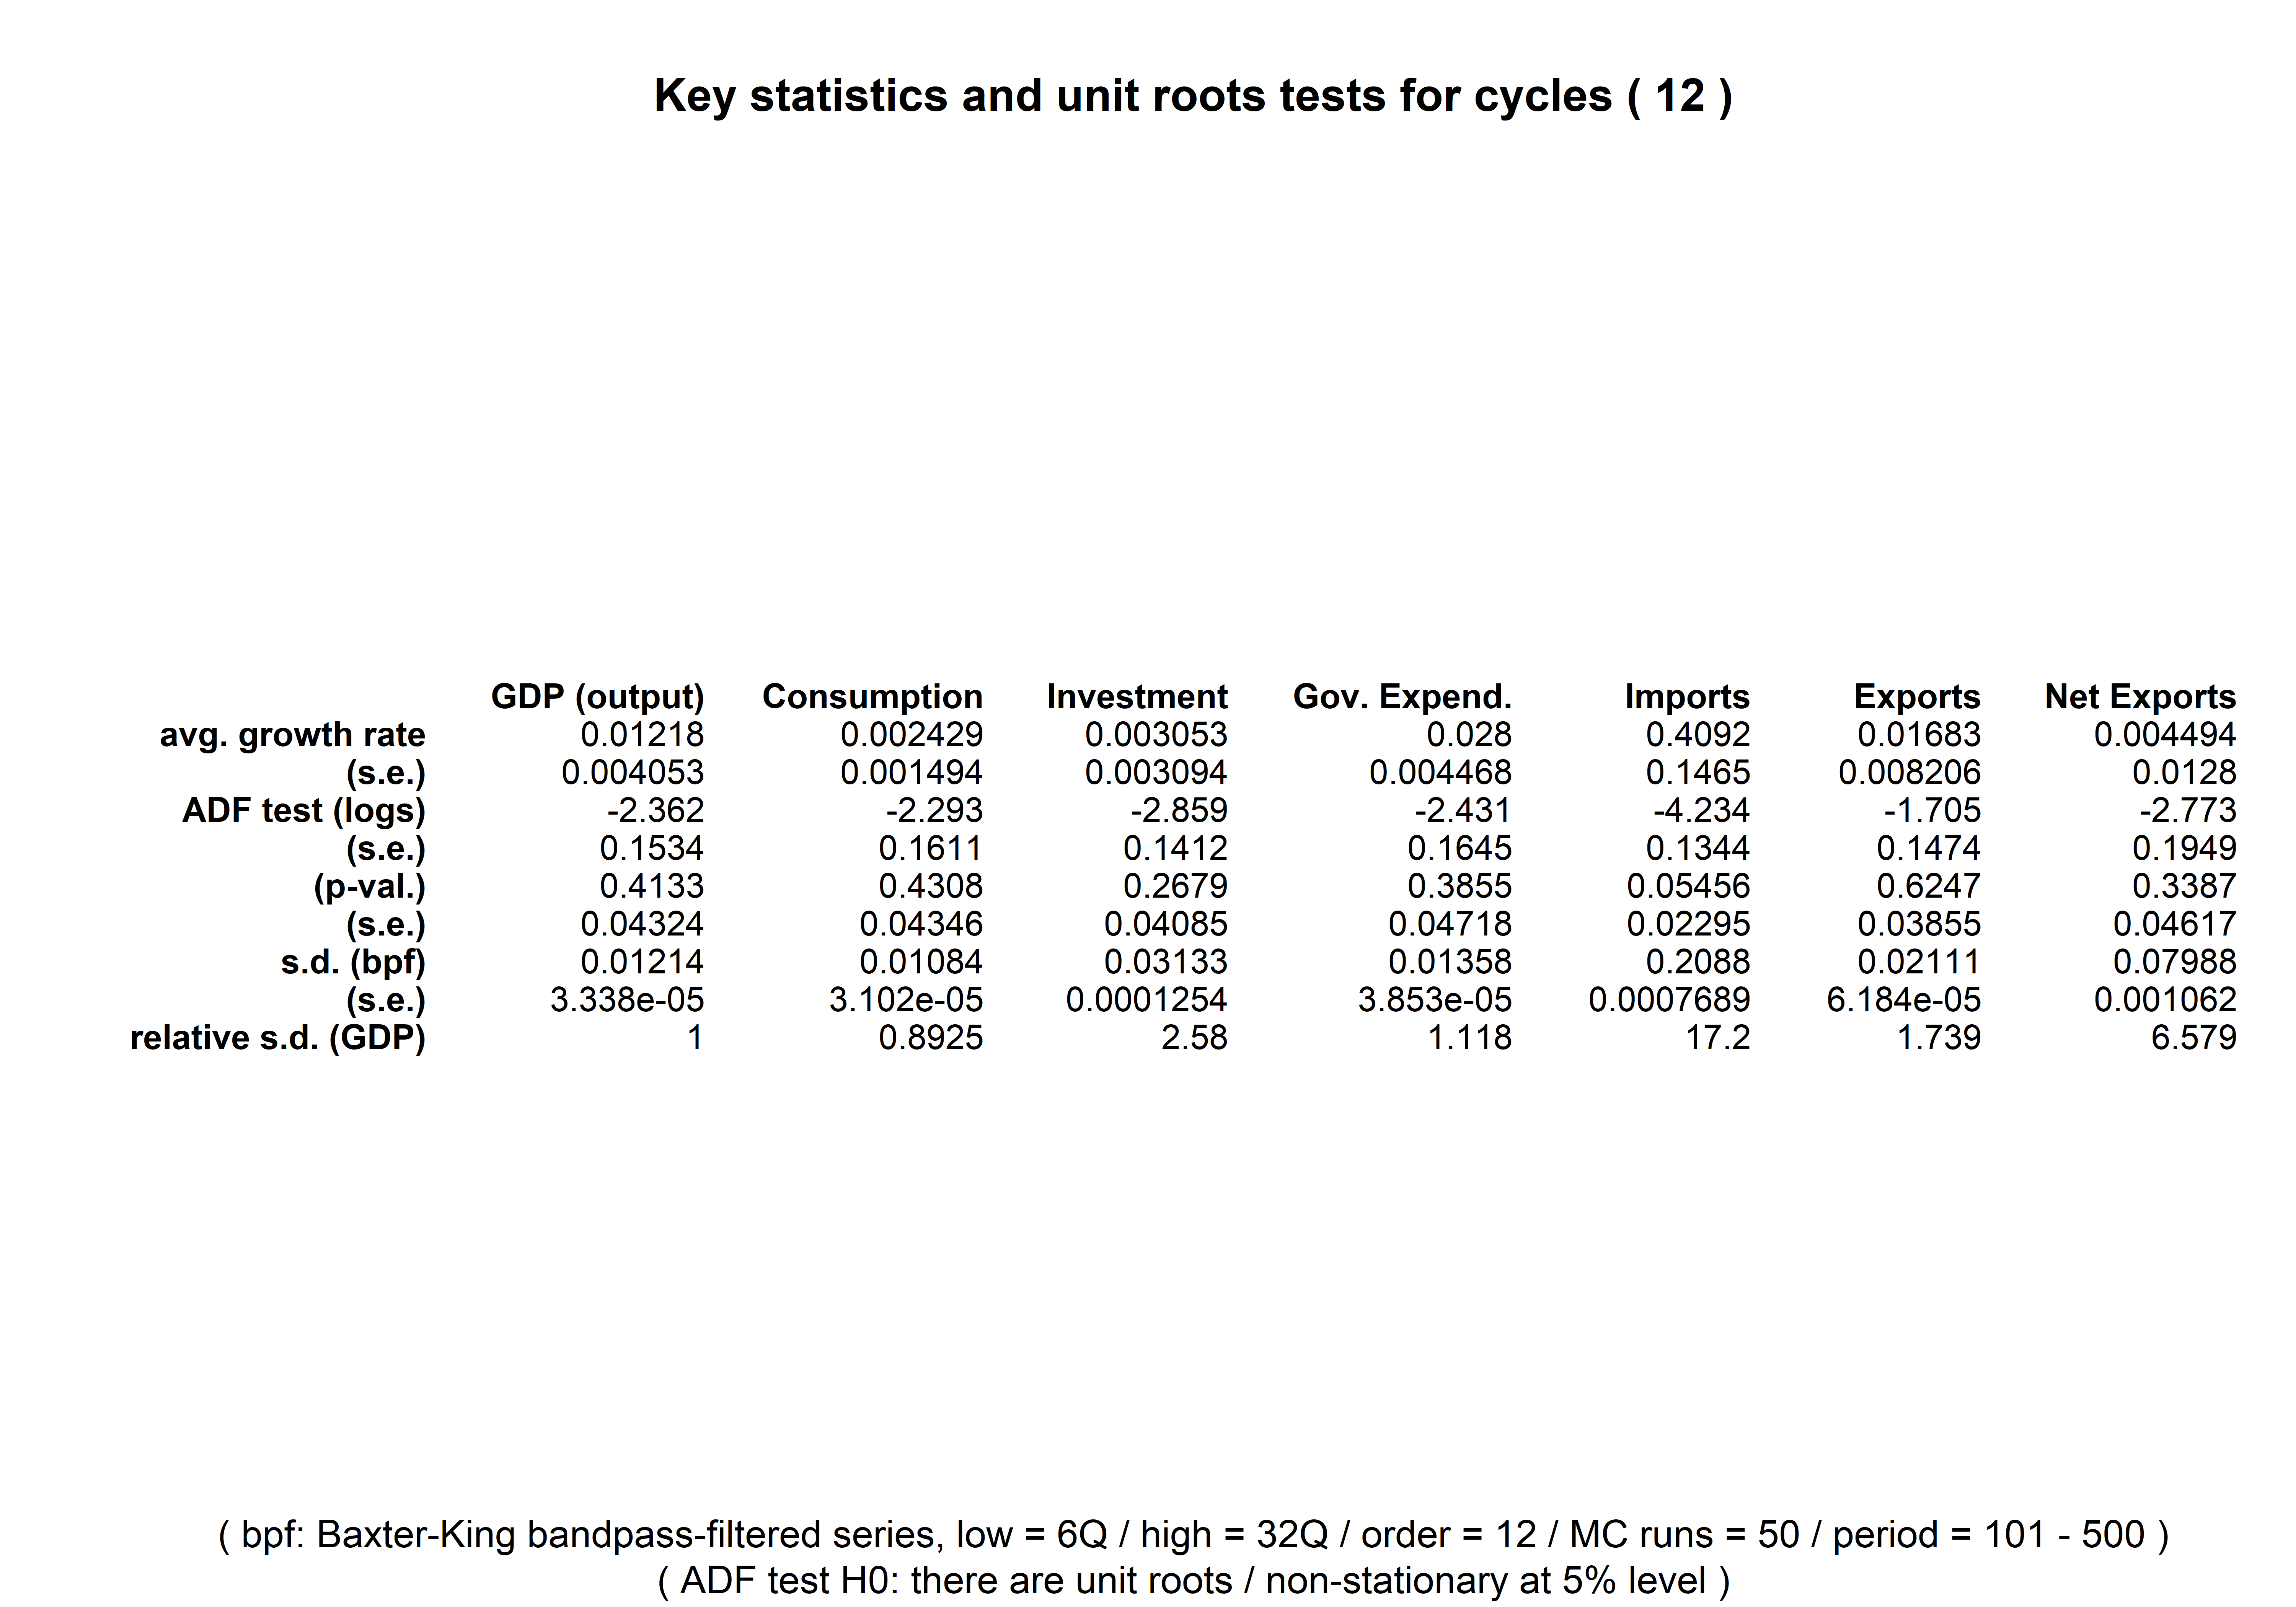 Key statistics and unit roots tests for cycles ( 12 )
GDP (output) Consumption Investment Gov. Expend. Imports Exports Net Exports
avg. growth rate 0.01218 0.002429 0.003053 0.028 0.4092 0.01683 0.004494
(s.e.) 0.004053 0.001494 0.003094 0.004468 0.1465 0.008206 0.0128
ADF test (logs) -2.362 -2.293 -2.859 -2.431 -4.234 -1.705 -2.773
(s.e.) 0.1534 0.1611 0.1412 0.1645 0.1344 0.1474 0.1949
(p-val.) 0.4133 0.4308 0.2679 0.3855 0.05456 0.6247 0.3387
(s.e.) 0.04324 0.04346 0.04085 0.04718 0.02295 0.03855 0.04617
s.d. (bpf) 0.01214 0.01084 0.03133 0.01358 0.2088 0.02111 0.07988
(s.e.) 3.338e-05 3.102e-05 0.0001254 3.853e-05 0.0007689 6.184e-05 0.001062
relative s.d. (GDP) 1 0.8925 2.58 1.118 17.2 1.739 6.579
( bpf: Baxter-King bandpass-filtered series, low = 6Q / high = 32Q / order = 12 / MC runs = 50 / period = 101 - 500 )
( ADF test H0: there are unit roots / non-stationary at 5% level )